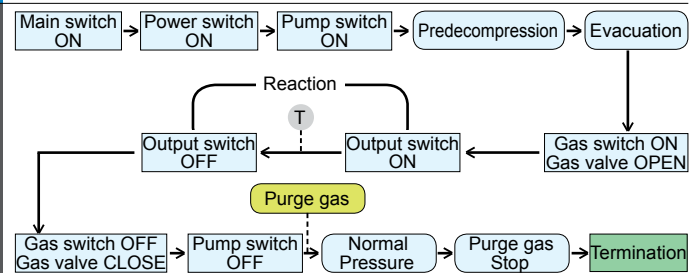 Main switch
ON
Power switch
ON
Pump switch
ON
Predecompression
Evacuation
Reaction
T
Output switch
OFF
Output switch
ON
Gas switch ON
Gas valve OPEN
Purge gas
Gas switch OFF
Gas valve CLOSE
Pump switch
OFF
Normal
Pressure
Purge gas
Stop
Termination